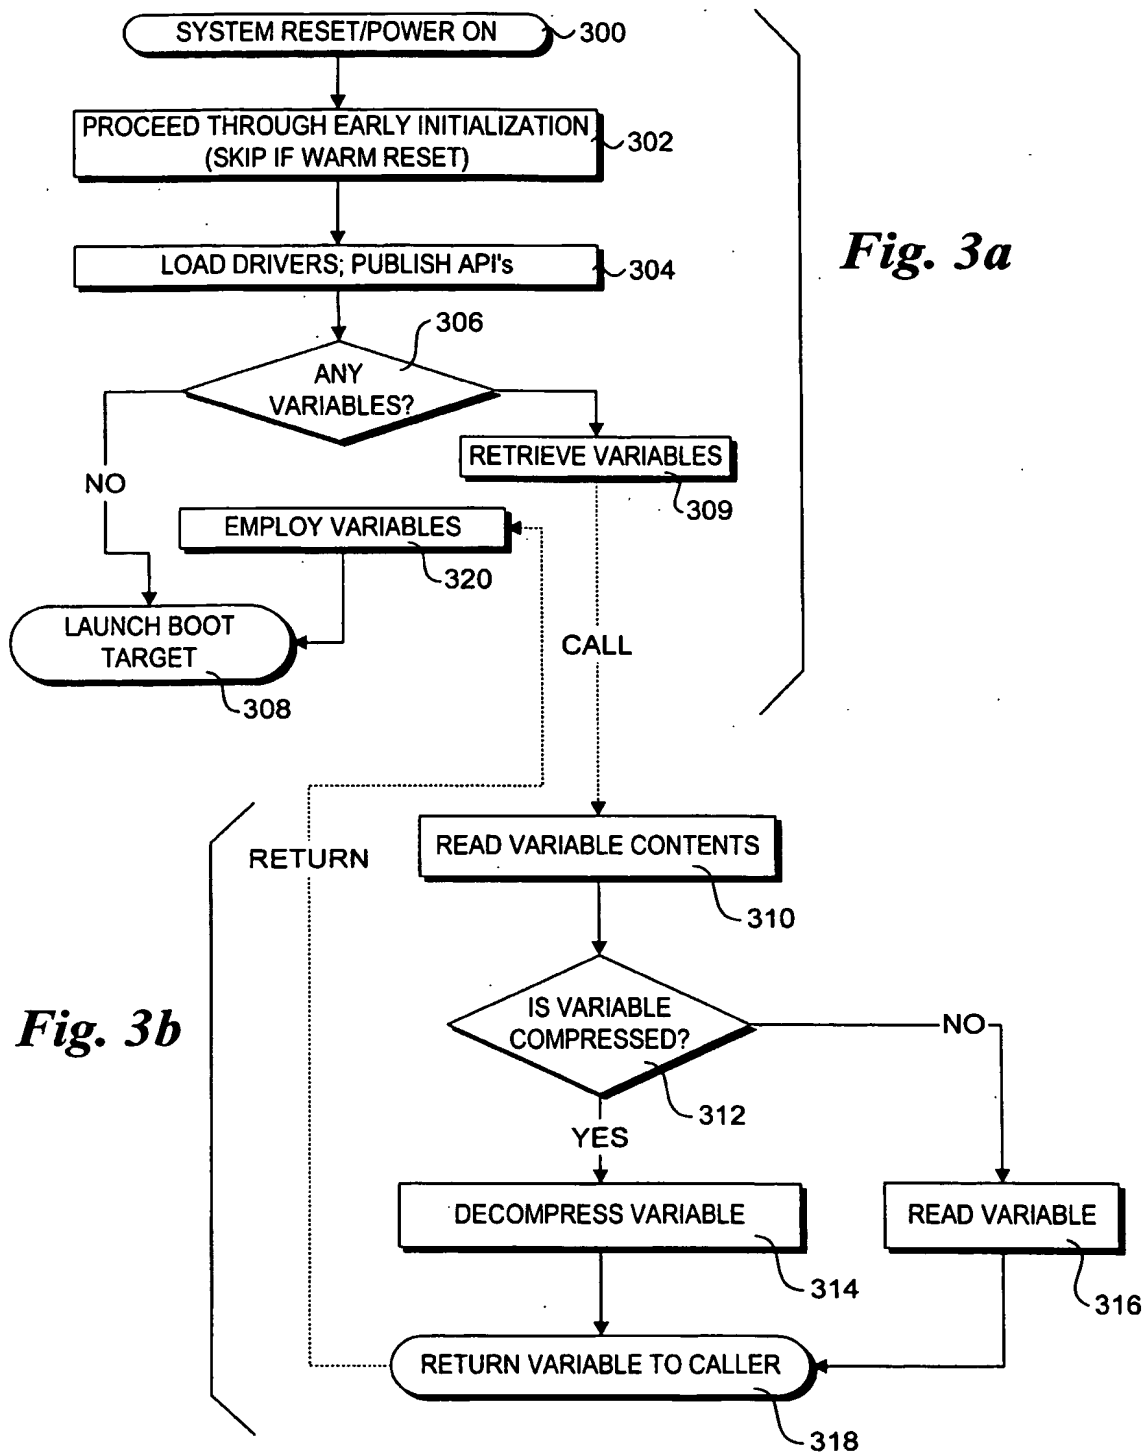 SYSTEM RESET/POWER ON
300
PROCEED THROUGH EARLY INITIALIZATION
(SKIP IF WARM RESET)
302
Fig. 3a
LOAD DRIVERS; PUBLISH API's
304
306
ANY
VARIABLES?
RETRIEVE VARIABLES
309
NO
EMPLOY VARIABLES
320
LAUNCH BOOT
TARGET
308
CALL
READ VARIABLE CONTENTS
310
RETURN
Fig. 3b
IS VARIABLE
COMPRESSED?
312
NO
YES
DECOMPRESS VARIABLE
314
READ VARIABLE
316
RETURN VARIABLE TO CALLER
318